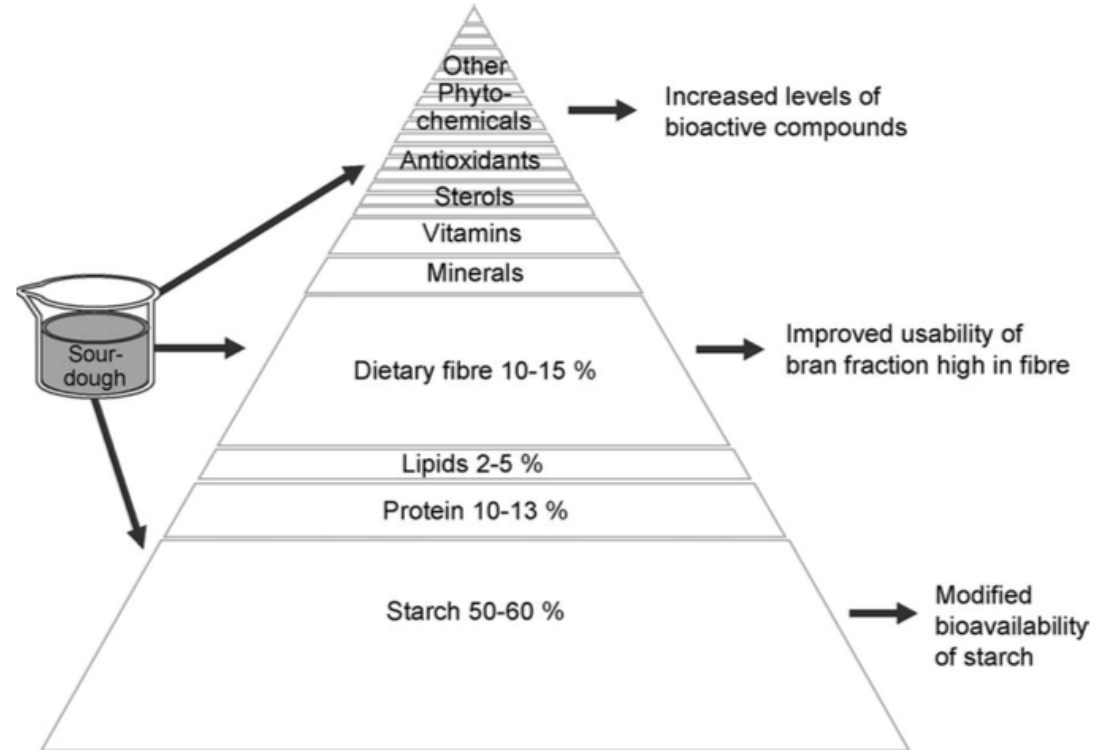 Other
Phyto-
chemicals
Increased levels of
bioactive compounds
Antioxidants
Sterols
Vitamins
Minerals
Sour-
dough
Dietary fibre 10-15 %
Improved usability of
bran fraction high in fibre
Lipids 2-5 %
Protein 10-13 %
Starch 50-60 %
Modified
bioavailability
of starch